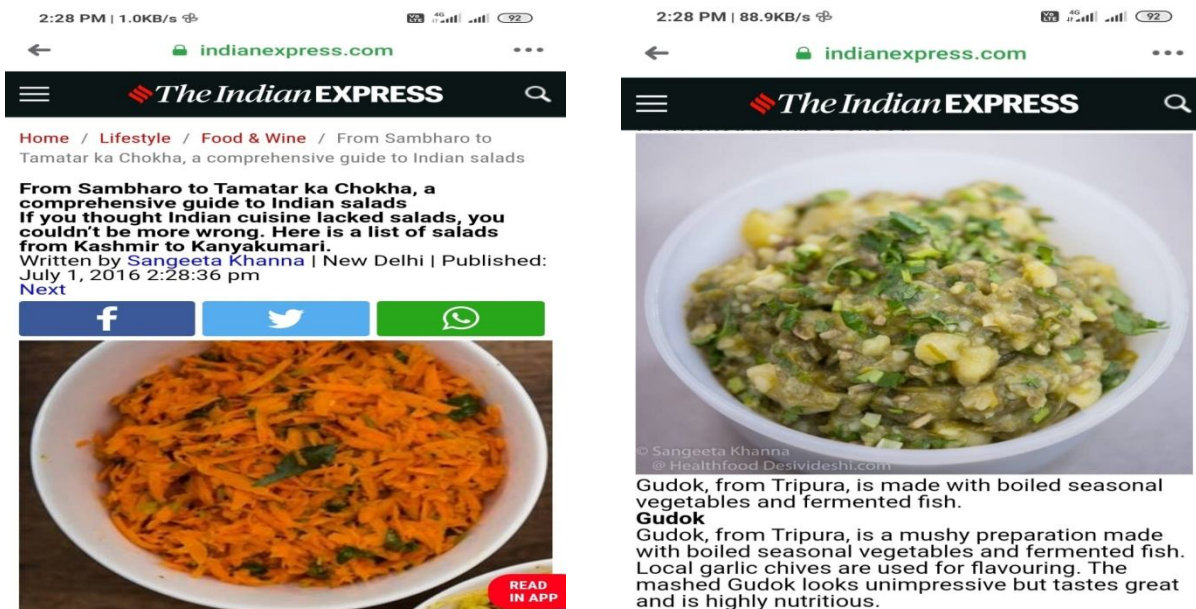 2:28 PM | 1.0KB/s
4G
92
indianexpress.com
The Indian EXPRESS
Home / Lifestyle / Food & Wine / From Sambharo to
Tamatar ka Chokha, a comprehensive guide to Indian salads
From Sambharo to Tamatar ka Chokha, a
comprehensive guide to Indian salads
If you thought Indian cuisine lacked salads, you
couldn't be more wrong. Here is a list of salads
from Kashmir to Kanyakumari.
Written by Sangeeta Khanna | New Delhi | Published:
July 1, 2016 2:28:36 pm
Next
READ
IN APP
2:28 PM | 88.9KB/s
4G
92
indianexpress.com
The Indian EXPRESS
© Sangeeta Khanna
@ Healthfood Desivideshi.com
Gudok, from Tripura, is made with boiled seasonal
vegetables and fermented fish.
Gudok
Gudok, from Tripura, is a mushy preparation made
with boiled seasonal vegetables and fermented fish.
Local garlic chives are used for flavouring. The
mashed Gudok looks unimpressive but tastes great
and is highly nutritious.